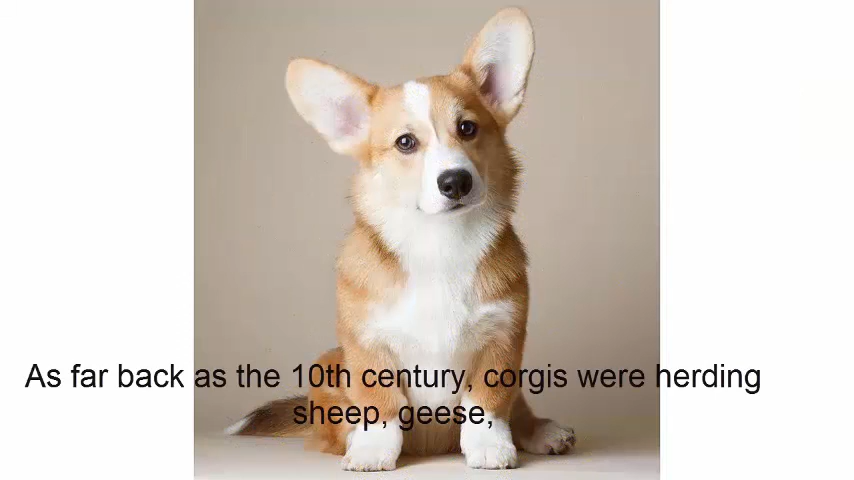 As far back as the 10th century, corgis were herding
sheep, geese,